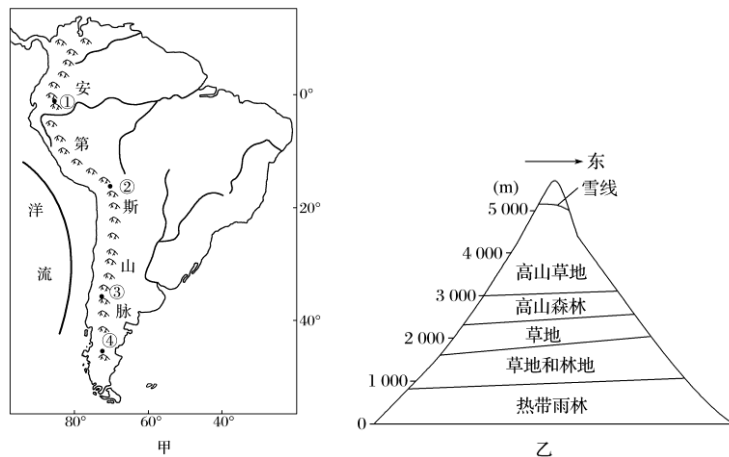 安
①
0°
第
②
斯
20°
洋
流
山
③
脉
40°
④
80°
60°
40°
甲
东
(m)
雪线
5 000
4 000
高山草地
3 000
高山森林
2 000
草地
草地和林地
1 000
热带雨林
0
乙